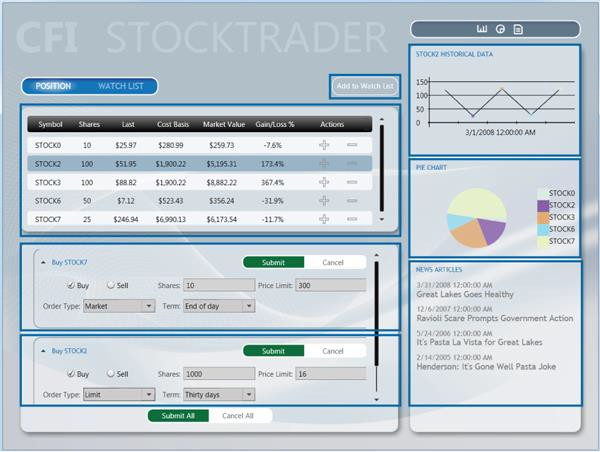 CFI STOCKTRADER
POSITION WATCH LIST
Add to Watch List
Symbol Shares Last Cost Basis Market Value Gain/Loss % Actions
STOCK0 10 $25.97 $280.99 $259.73 -7.6%
STOCK2 100 $51.95 $1,900.22 $5,195.31 173.4%
STOCK3 100 $88.82 $1,900.22 $8,882.22 367.4%
STOCK6 50 $7.12 $523.43 $356.24 -31.9%
STOCK7 25 $246.94 $6,990.13 $6,173.54 -11.7%
Buy STOCK7 Submit Cancel
Buy Sell Shares: 10 Price Limit: 300
Order Type: Market Term: End of day
Buy STOCK2 Submit Cancel
Buy Sell Shares: 1000 Price Limit: 16
Order Type: Limit Term: Thirty days
Submit All Cancel All
STOCK2 HISTORICAL DATA
150
100
50
0
3/1/2008 12:00:00 AM
PIE CHART
STOCK0
STOCK2
STOCK3
STOCK6
STOCK7
NEWS ARTICLES
3/31/2008 12:00:00 AM
Great Lakes Goes Healthy
12/6/2007 12:00:00 AM
Ravioli Scare Prompts Government Action
5/24/2006 12:00:00 AM
It's Pasta La Vista for Great Lakes
2/14/2005 12:00:00 AM
Henderson: It's Gone Well Pasta Joke